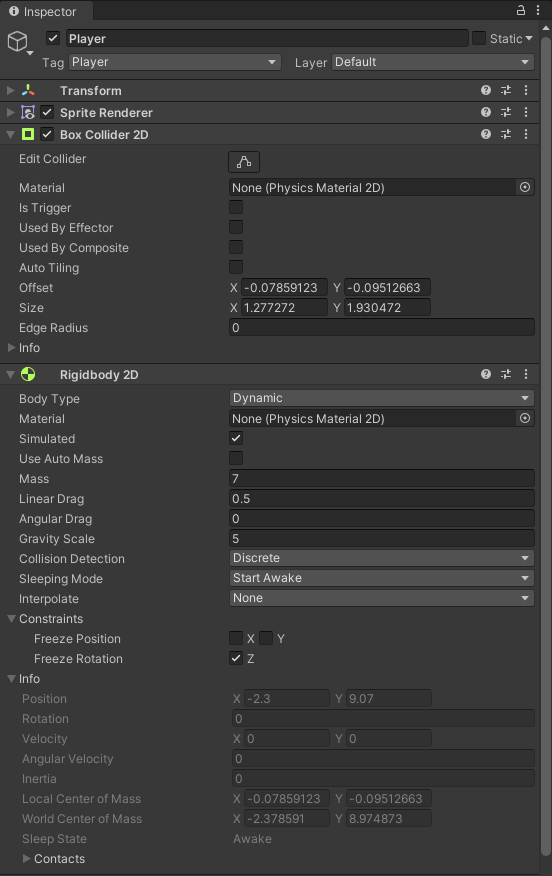 Inspector
Player Static
Tag Player Layer Default
Transform
Sprite Renderer
Box Collider 2D
Edit Collider
Material None (Physics Material 2D)
Is Trigger
Used By Effector
Used By Composite
Auto Tiling
Offset X -0.07859123 Y -0.09512663
Size X 1.277272 Y 1.930472
Edge Radius 0
Info
Rigidbody 2D
Body Type Dynamic
Material None (Physics Material 2D)
Simulated
Use Auto Mass
Mass 7
Linear Drag 0.5
Angular Drag 0
Gravity Scale 5
Collision Detection Discrete
Sleeping Mode Start Awake
Interpolate None
Constraints
Freeze Position X Y
Freeze Rotation Z
Info
Position X -2.3 Y 9.07
Rotation 0
Velocity X 0 Y 0
Angular Velocity 0
Inertia 0
Local Center of Mass X -0.07859123 Y -0.09512663
World Center of Mass X -2.378591 Y 8.974873
Sleep State Awake
Contacts